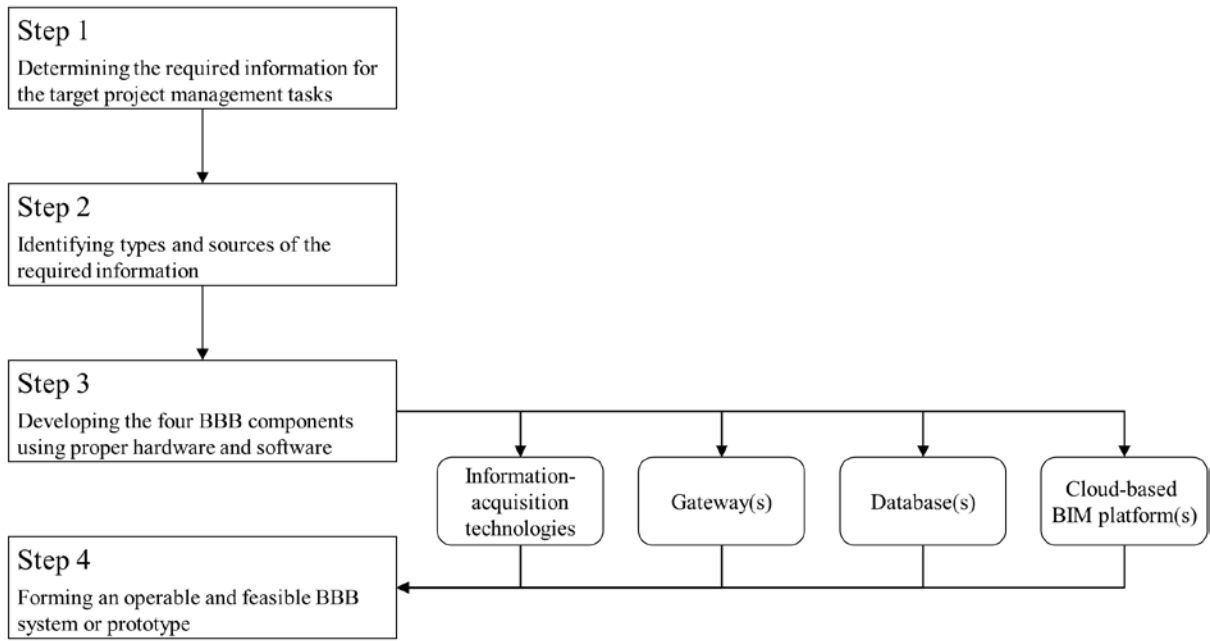 Step 1
Determining the required information for
the target project management tasks
Step 2
Identifying types and sources of the
required information
Step 3
Developing the four BBB components
using proper hardware and software
Information-
acquisition
technologies
Gateway(s)
Database(s)
Cloud-based
BIM platform(s)
Step 4
Forming an operable and feasible BBB
system or prototype